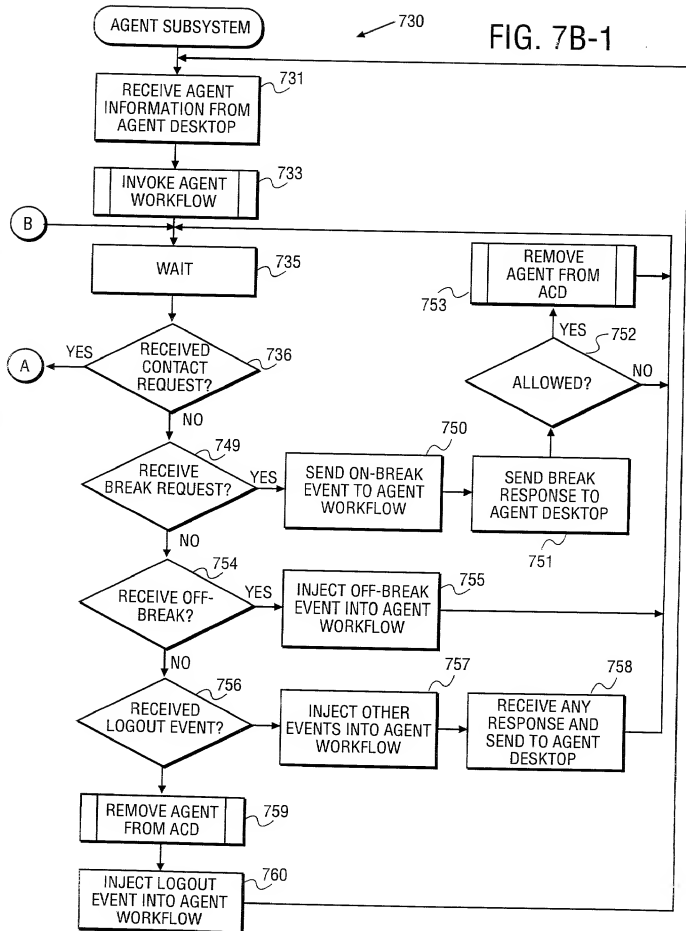 AGENT SUBSYSTEM
730
FIG. 7B-1
731
RECEIVE AGENT
INFORMATION FROM
AGENT DESKTOP
733
INVOKE AGENT
WORKFLOW
B
WAIT
735
REMOVE
AGENT FROM
ACD
753
YES
752
ALLOWED?
NO
A
YES
RECEIVED
CONTACT
REQUEST?
736
NO
749
RECEIVE
BREAK REQUEST?
YES
750
SEND ON-BREAK
EVENT TO AGENT
WORKFLOW
SEND BREAK
RESPONSE TO
AGENT DESKTOP
751
NO
754
RECEIVE OFF-
BREAK?
YES
755
INJECT OFF-BREAK
EVENT INTO AGENT
WORKFLOW
NO
756
RECEIVED
LOGOUT EVENT?
757
INJECT OTHER
EVENTS INTO AGENT
WORKFLOW
758
RECEIVE ANY
RESPONSE AND
SEND TO AGENT
DESKTOP
REMOVE AGENT
FROM ACD
759
760
INJECT LOGOUT
EVENT INTO AGENT
WORKFLOW